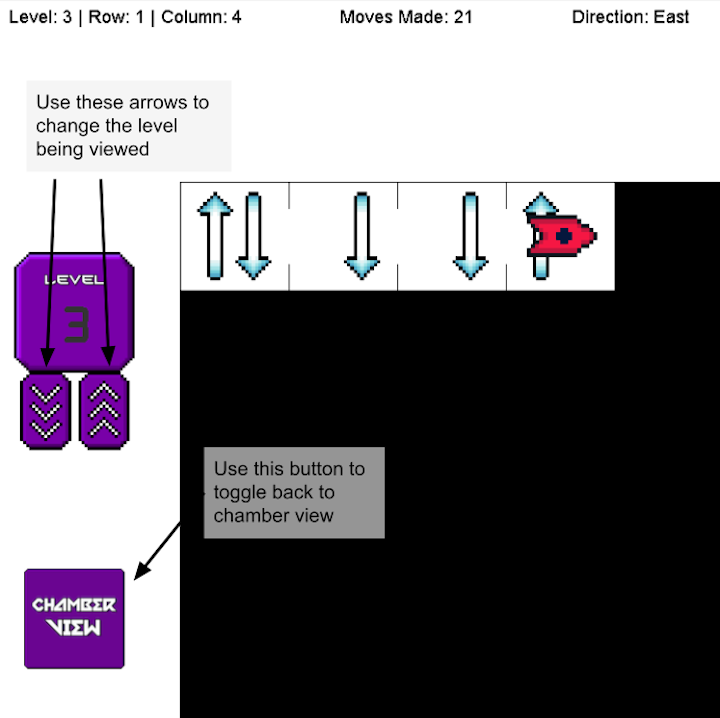 Level: 3 | Row: 1 | Column: 4 Moves Made: 21 Direction: East
Use these arrows to
change the level
being viewed
LEVEL
3
Use this button to
toggle back to
chamber view
CHAMBER
VIEW